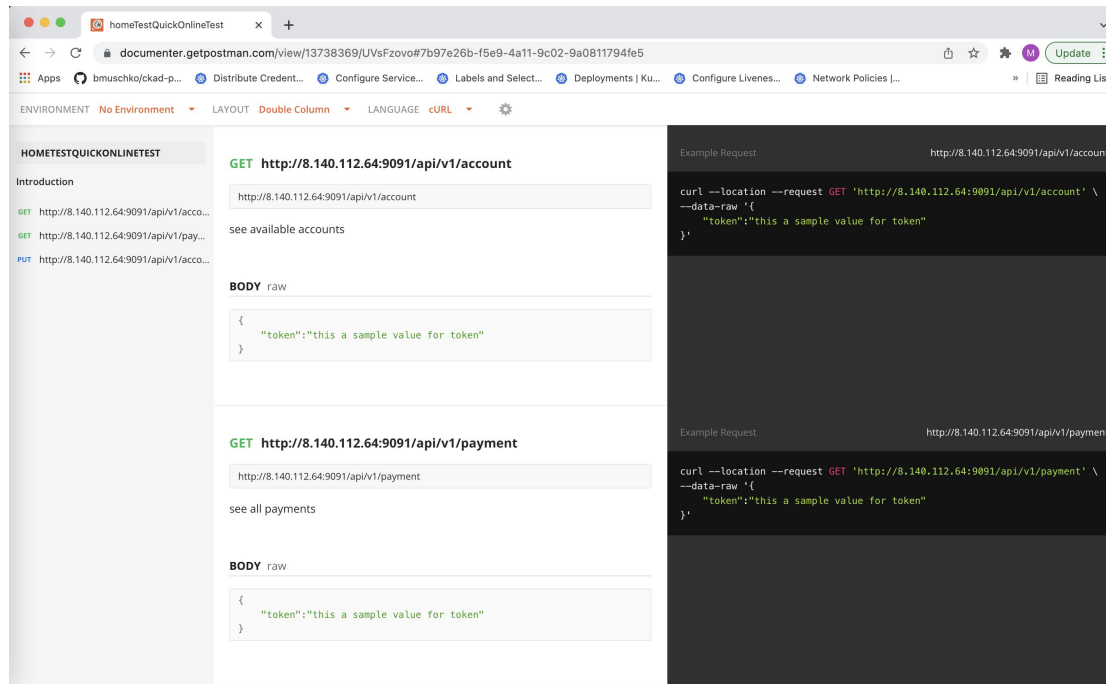 homeTestQuickOnlineTest
documenter.getpostman.com/view/13738369/UVsFzovo#7b97e26b-f5e9-4a11-9c02-9a0811794fe5
M
Update
Apps
bmuschko/ckad-p...
Distribute Credent...
Configure Service...
Labels and Select...
Deployments | Ku...
Configure Livenes...
Network Policies |...
»
Reading Lis
ENVIRONMENT No Environment LAYOUT Double Column LANGUAGE cURL
HOMETESTQUICKONLINETEST
Introduction
GET http://8.140.112.64:9091/api/v1/acco...
GET http://8.140.112.64:9091/api/v1/pay...
PUT http://8.140.112.64:9091/api/v1/acco...
GET http://8.140.112.64:9091/api/v1/account
http://8.140.112.64:9091/api/v1/account
see available accounts
BODY raw
{
"token":"this a sample value for token"
}
Example Request http://8.140.112.64:9091/api/v1/accoun
curl --location --request GET 'http://8.140.112.64:9091/api/v1/account' \
--data-raw '{
"token":"this a sample value for token"
}'
GET http://8.140.112.64:9091/api/v1/payment
http://8.140.112.64:9091/api/v1/payment
see all payments
BODY raw
{
"token":"this a sample value for token"
}
Example Request http://8.140.112.64:9091/api/v1/paymen
curl --location --request GET 'http://8.140.112.64:9091/api/v1/payment' \
--data-raw '{
"token":"this a sample value for token"
}'